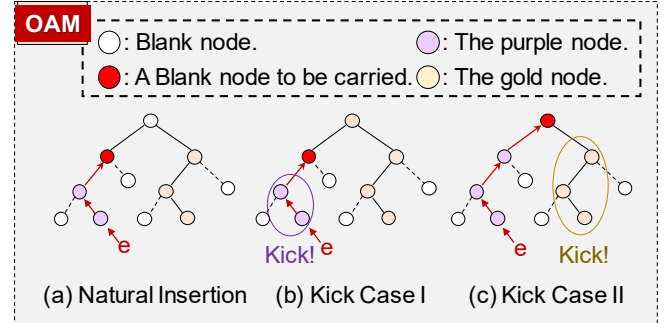 OAM
: Blank node.
: The purple node.
: A Blank node to be carried.
: The gold node.
e
Kick!
e
e
Kick!
(a) Natural Insertion
(b) Kick Case I
(c) Kick Case II